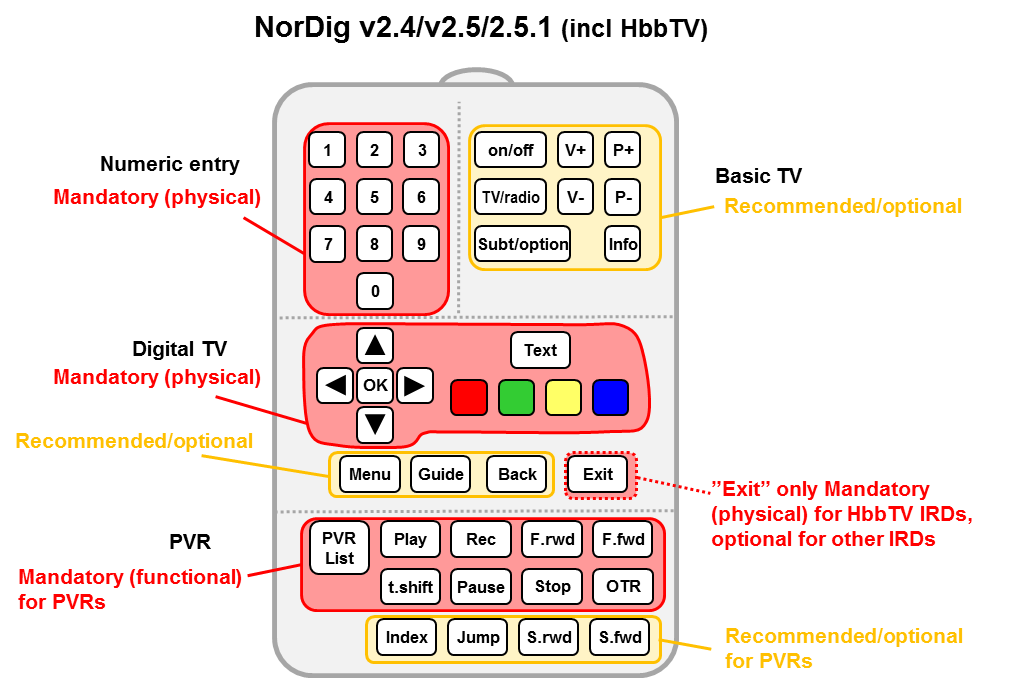 NorDig v2.4/v2.5/2.5.1 (incl HbbTV)
Numeric entry
Mandatory (physical)
1 2 3
4 5 6
7 8 9
0
on/off V+ P+
TV/radio V- P-
Subt/option Info
Basic TV
Recommended/optional
Digital TV
Mandatory (physical)
OK
Text
Recommended/optional
Menu Guide Back Exit
”Exit” only Mandatory
(physical) for HbbTV IRDs,
optional for other IRDs
PVR
Mandatory (functional)
for PVRs
PVR
List
Play Rec F.rwd F.fwd
t.shift Pause Stop OTR
Index Jump S.rwd S.fwd
Recommended/optional
for PVRs